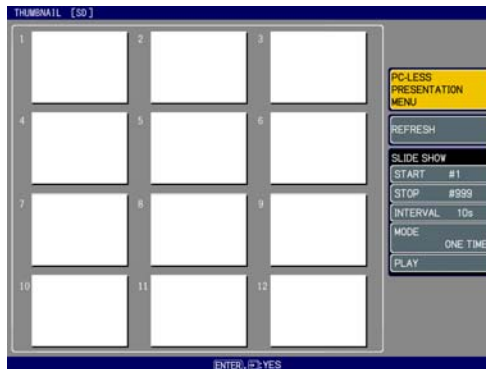 THUMBNAIL [SD]
1 2 3
4 5 6
7 8 9
10 11 12
PC-LESS
PRESENTATION
MENU
REFRESH
SLIDE SHOW
START #1
STOP #999
INTERVAL 10s
MODE
ONE TIME
PLAY
ENTER,:YES